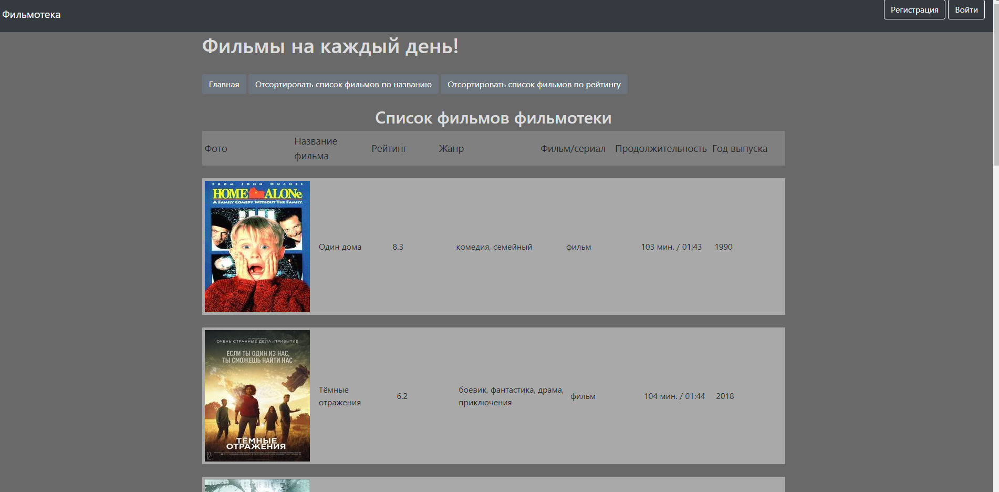 Фильмотека
Регистрация
Войти
Фильмы на каждый день!
Главная
Отсортировать список фильмов по названию
Отсортировать список фильмов по рейтингу
Список фильмов фильмотеки
Фото
Название
фильма
Рейтинг
Жанр
Фильм/сериал
Продолжительность
Год выпуска
FROM JOHN HUGHES
HOME ALONe
A FAMILY COMEDY WITHOUT THE FAMILY.
Один дома
8.3
комедия, семейный
фильм
103 мин. / 01:43
1990
ОЧЕНЬ СТРАННЫЕ ДЕЛА
ПРИБЫТИЕ
ЕСЛИ ТЫ ОДИН ИЗ НАС,
ТЫ СМОЖЕШЬ НАЙТИ НАС
ТЁМНЫЕ
ОТРАЖЕНИЯ
12+
Тёмные
отражения
6.2
боевик, фантастика, драма,
приключения
фильм
104 мин. / 01:44
2018